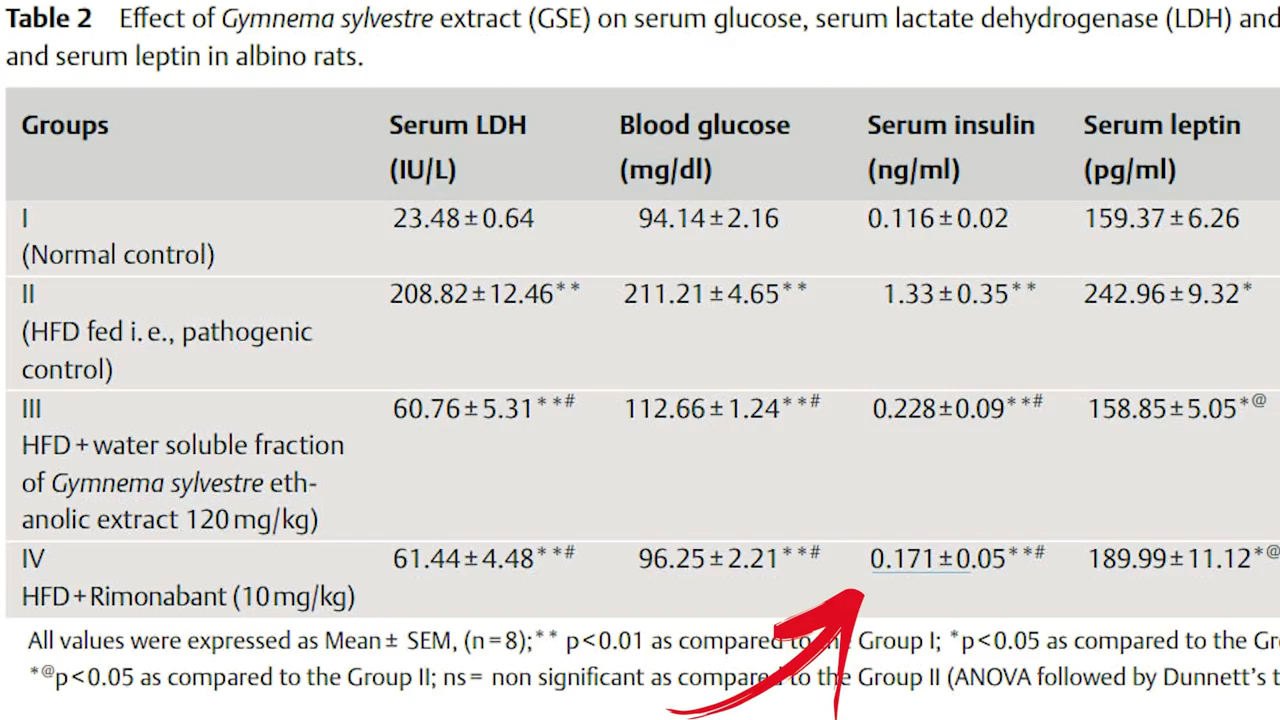 Table 2 Effect of Gymnema sylvestre extract (GSE) on serum glucose, serum lactate dehydrogenase (LDH) and
and serum leptin in albino rats.
Groups Serum LDH Blood glucose Serum insulin Serum leptin
(IU/L) (mg/dl) (ng/ml) (pg/ml)
I 23.48±0.64 94.14±2.16 0.116±0.02 159.37±6.26
(Normal control)
II 208.82±12.46** 211.21±4.65** 1.33±0.35** 242.96±9.32*
(HFD fed i.e., pathogenic
control)
III 60.76±5.31**# 112.66±1.24**# 0.228±0.09**# 158.85±5.05*@
HFD+water soluble fraction
of Gymnema sylvestre eth-
anolic extract 120mg/kg)
IV 61.44±4.48**# 96.25±2.21**# 0.171±0.05**# 189.99±11.12*@
HFD+Rimonabant (10mg/kg)
All values were expressed as Mean± SEM, (n=8);** p<0.01 as compared to the Group I; *p<0.05 as compared to the
*@p<0.05 as compared to the Group II; ns= non significant as compared to the Group II (ANOVA followed by Dunnett's